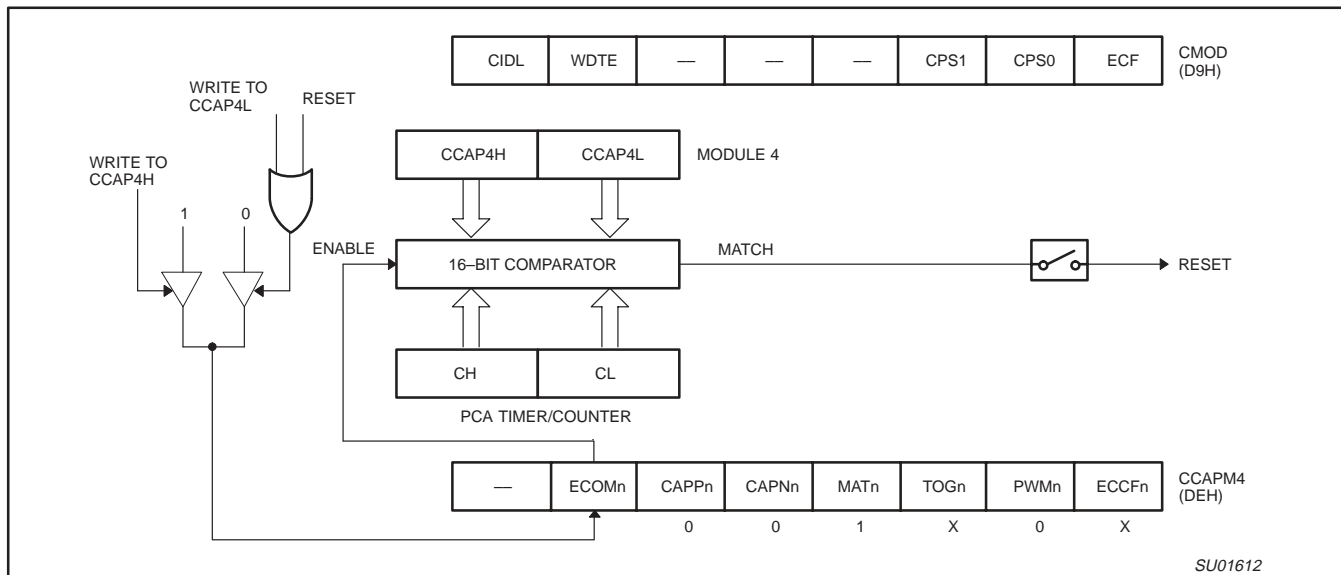 CIDL WDTE –– –– –– CPS1 CPS0 ECF
CMOD
(D9H)
WRITE TO
CCAP4L
RESET
WRITE TO
CCAP4H
CCAP4H CCAP4L
MODULE 4
1 0
ENABLE
16–BIT COMPARATOR
MATCH
RESET
CH CL
PCA TIMER/COUNTER
–– ECOMn CAPPn CAPNn MATn TOGn PWMn ECCFn
CCAPM4
(DEH)
0 0 1 X 0 X
SU01612